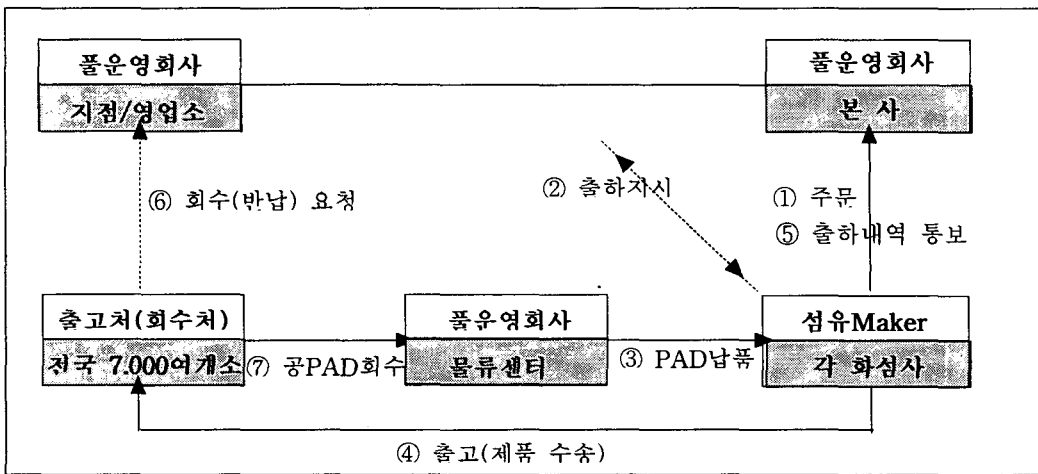 풀운영회사
지점/영업소
풀운영회사
본 사
② 출하지시
① 주문
⑥ 회수(반납) 요청
⑤ 출하내역 통보
출고처(회수처)
전국 7.000여개소
풀운영회사
물류센터
섬유Maker
각 화섬사
⑦ 공PAD회수
③ PAD납품
④ 출고(제품 수송)